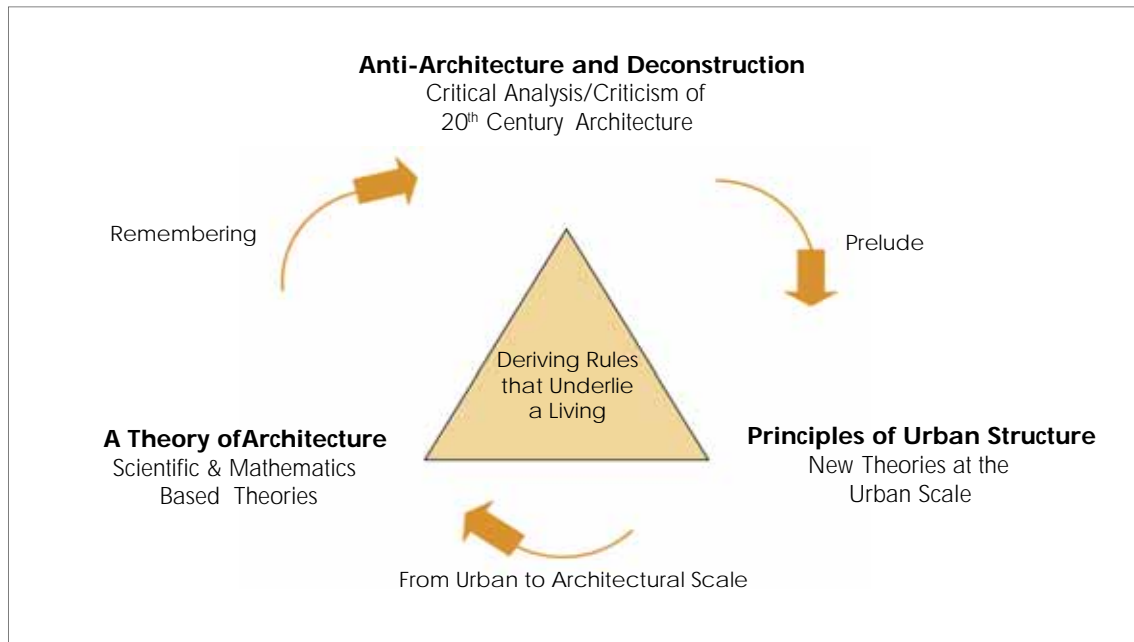 Anti-Architecture and Deconstruction
Critical Analysis/Criticism of
20th Century Architecture
Remembering
Prelude
Deriving Rules
that Underlie
a Living
A Theory ofArchitecture
Scientific & Mathematics
Based Theories
Principles of Urban Structure
New Theories at the
Urban Scale
From Urban to Architectural Scale